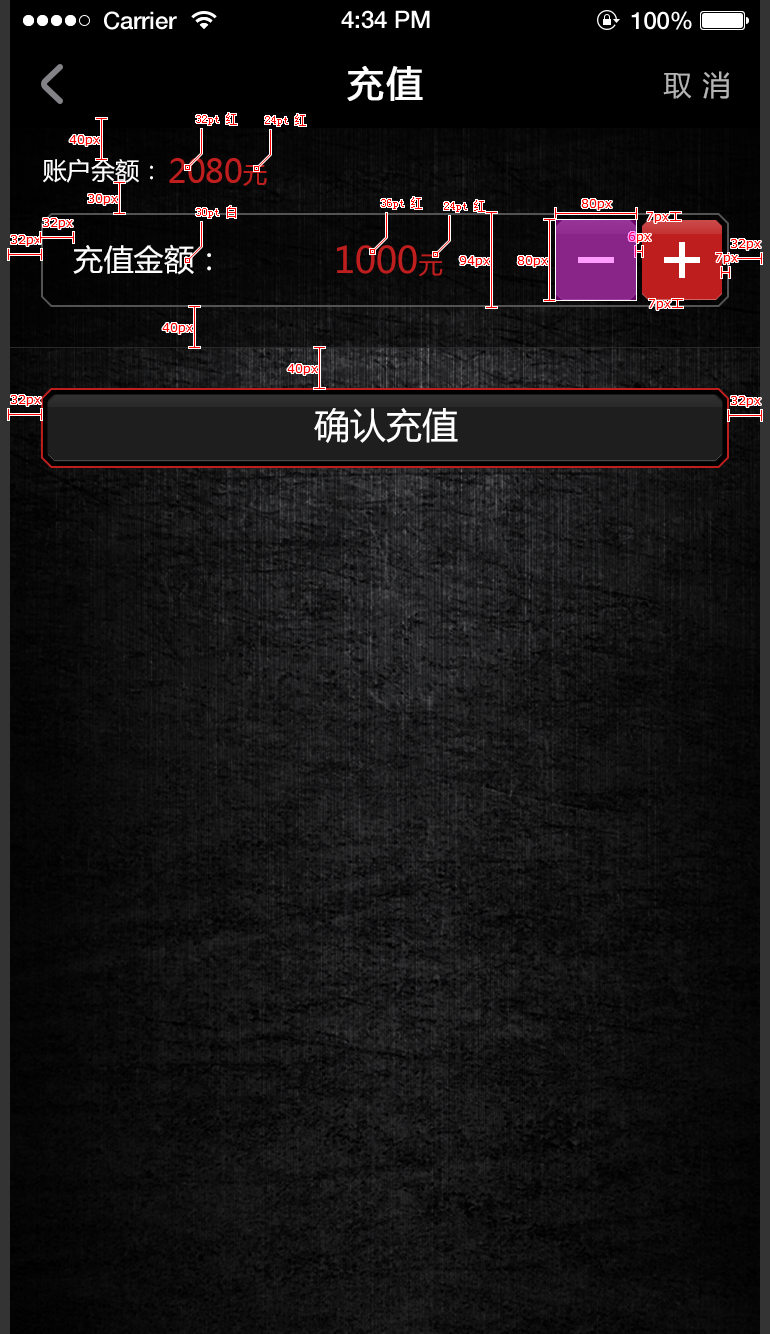 Carrier 4:34 PM 100%
充值 取 消
32pt 红 24pt 红
40px
账户余额： 2080元
30px
30pt 白 36pt 红 24pt 红 80px 7px
32px 32px 6px 32px
充值金额： 1000元 94px 80px 7px
7px
40px
40px
32px 32px
确认充值